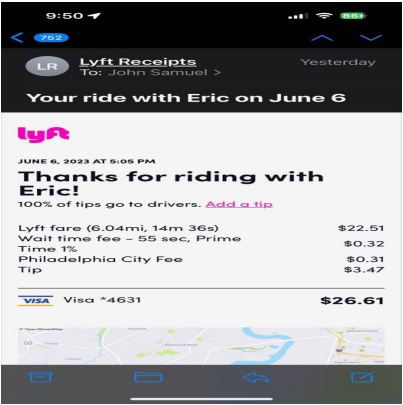 9:50
86+
752
LR
Lyft Receipts
Yesterday
To: John Samuel >
Your ride with Eric on June 6
lyft
JUNE 6, 2023 AT 5:05 PM
Thanks for riding with
Eric!
100% of tips go to drivers. Add a tip
Lyft fare (6.04mi, 14m 36s) $22.51
Wait time fee - 55 sec, Prime
Time 1% $0.32
Philadelphia City Fee $0.31
Tip $3.47
VISA Visa *4631 $26.61
© OpenStreetMap